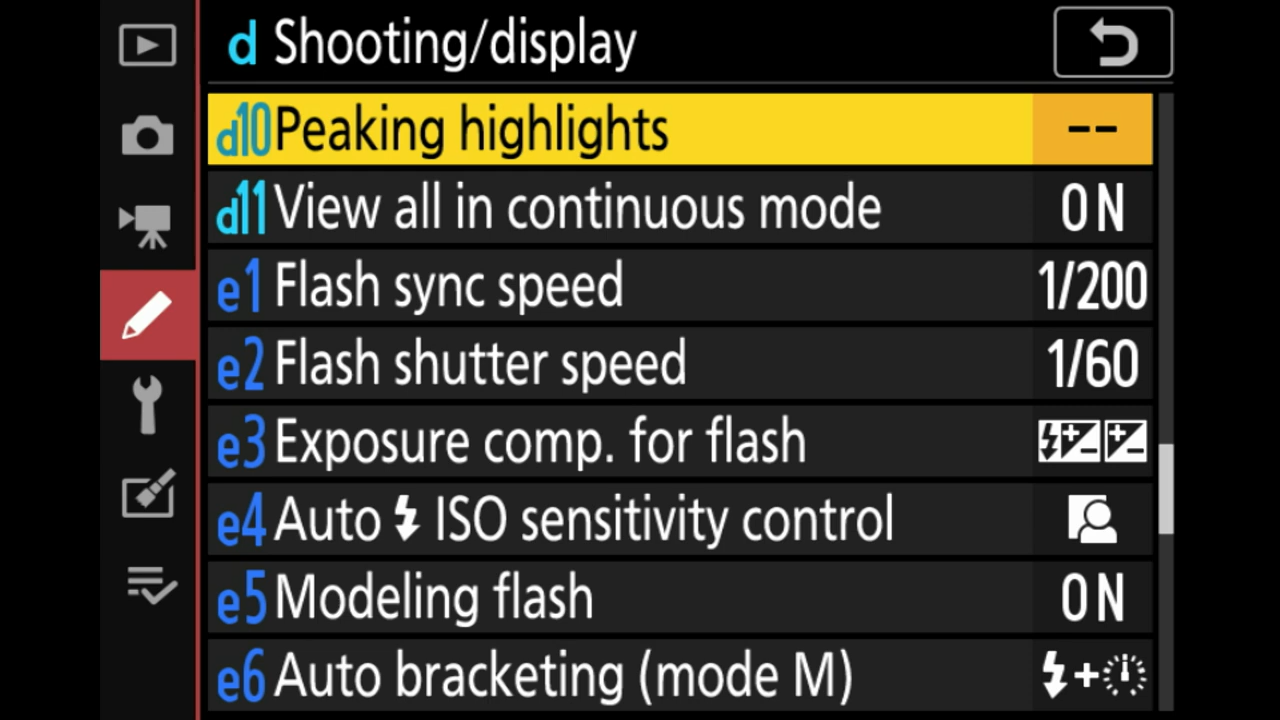 d Shooting/display
d10 Peaking highlights --
d11 View all in continuous mode ON
e1 Flash sync speed 1/200
e2 Flash shutter speed 1/60
e3 Exposure comp. for flash
e4 Auto ISO sensitivity control
e5 Modeling flash ON
e6 Auto bracketing (mode M)